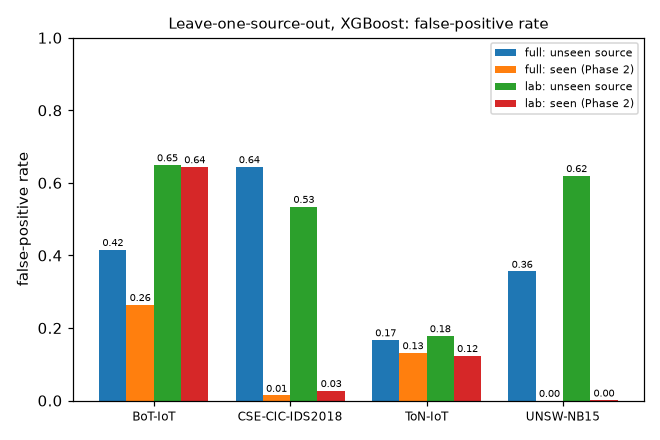 Leave-one-source-out, XGBoost: false-positive rate
false-positive rate
1.0
0.8
0.6
0.4
0.2
0.0
full: unseen source
full: seen (Phase 2)
lab: unseen source
lab: seen (Phase 2)
0.42
0.26
0.65
0.64
0.64
0.01
0.53
0.03
0.17
0.13
0.18
0.12
0.36
0.00
0.62
0.00
BoT-IoT
CSE-CIC-IDS2018
ToN-IoT
UNSW-NB15